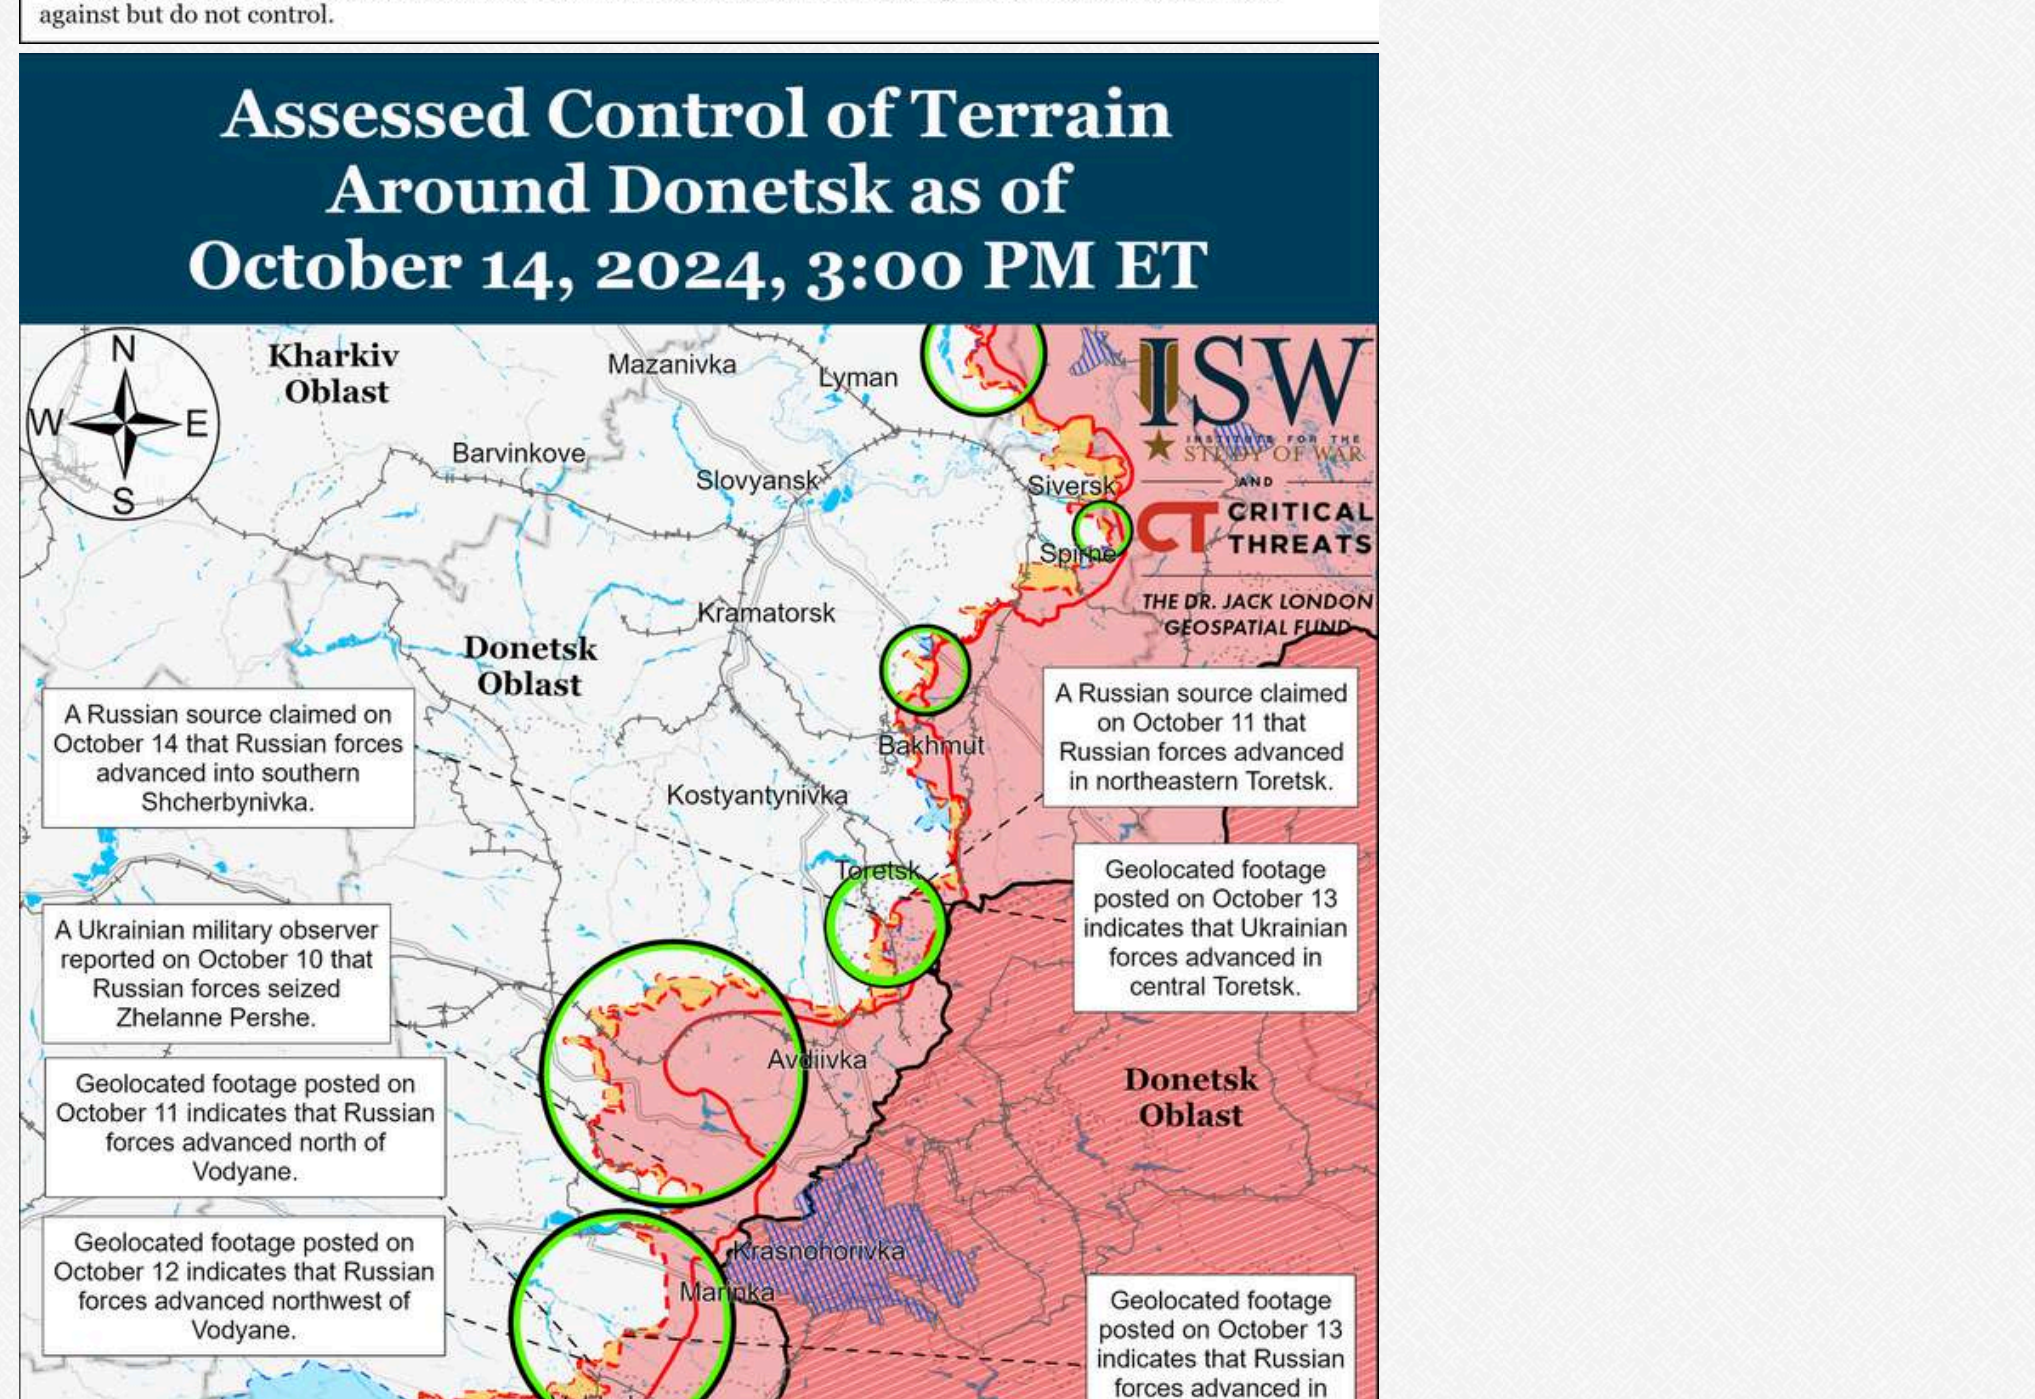 against but do not control.
Assessed Control of Terrain
Around Donetsk as of
October 14, 2024, 3:00 PM ET
N
W
E
S
Kharkiv
Oblast
Mazanivka
Lyman
ISW
INSTITUTE FOR THE
STUDY OF WAR
AND
CT CRITICAL
THREATS
THE DR. JACK LONDON
GEOSPATIAL FUND
Barvinkove
Slovyansk
Siversk
Spirne
Kramatorsk
Donetsk
Oblast
A Russian source claimed on
October 14 that Russian forces
advanced into southern
Shcherbynivka.
A Russian source claimed
on October 11 that
Russian forces advanced
in northeastern Toretsk.
Bakhmut
Kostyantynivka
Toretsk
Geolocated footage
posted on October 13
indicates that Ukrainian
forces advanced in
central Toretsk.
A Ukrainian military observer
reported on October 10 that
Russian forces seized
Zhelanne Pershe.
Avdiivka
Geolocated footage posted on
October 11 indicates that Russian
forces advanced north of
Vodyane.
Donetsk
Oblast
Geolocated footage posted on
October 12 indicates that Russian
forces advanced northwest of
Vodyane.
Krasnohorivka
Marinka
Geolocated footage
posted on October 13
indicates that Russian
forces advanced in